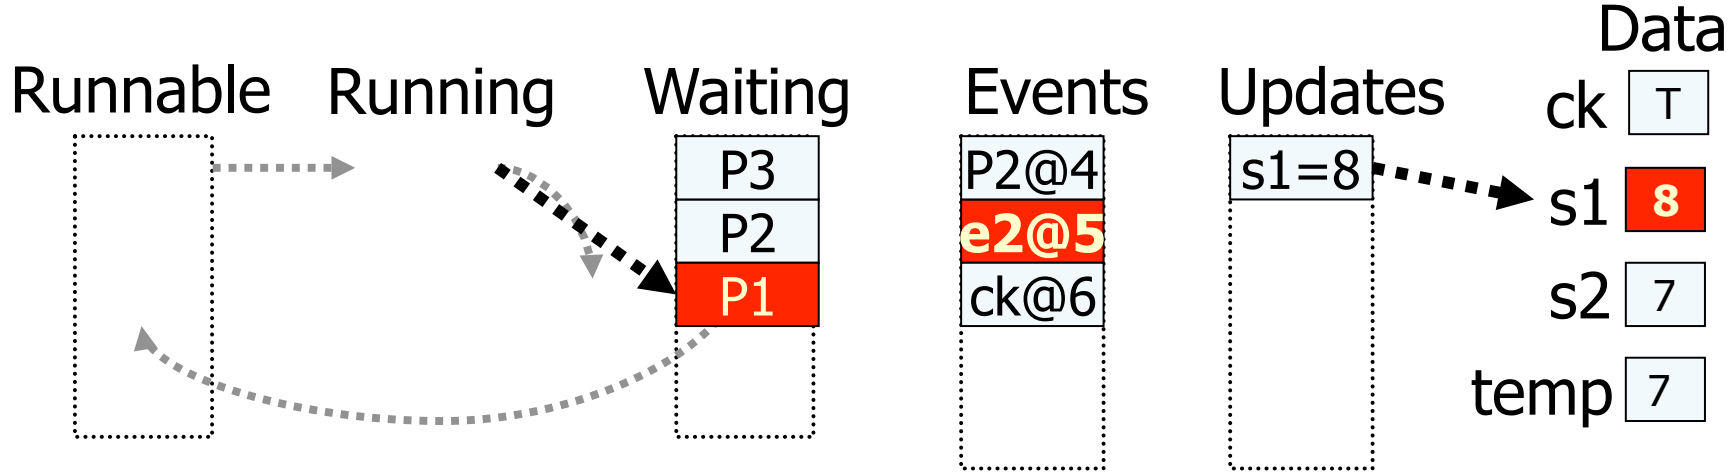 Data
Runnable Running Waiting Events Updates
ck T
P3 P2@4 s1=8
s1 8
P2 e2@5
P1 ck@6
s2 7
temp 7